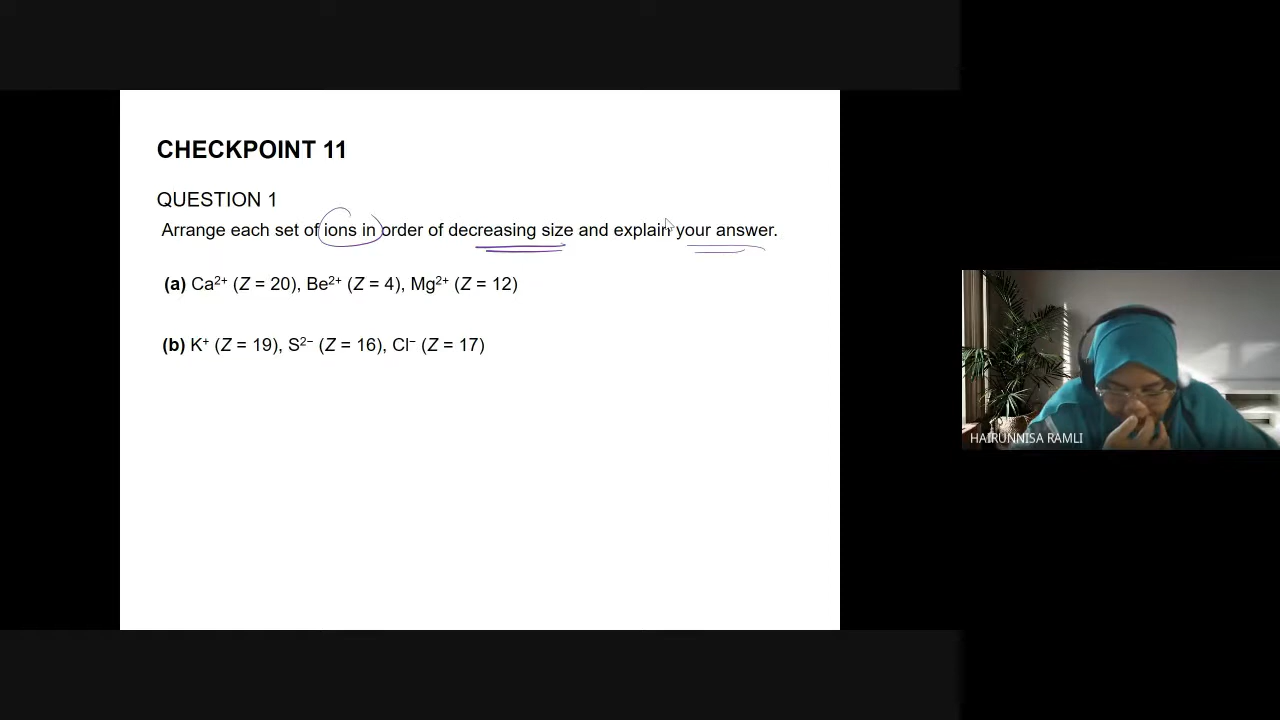 CHECKPOINT 11
QUESTION 1
Arrange each set of ions in order of decreasing size and explain your answer.
(a) Ca²⁺ (Z = 20), Be²⁺ (Z = 4), Mg²⁺ (Z = 12)
(b) K⁺ (Z = 19), S²⁻ (Z = 16), Cl⁻ (Z = 17)
HAIRUNNISA RAMLI